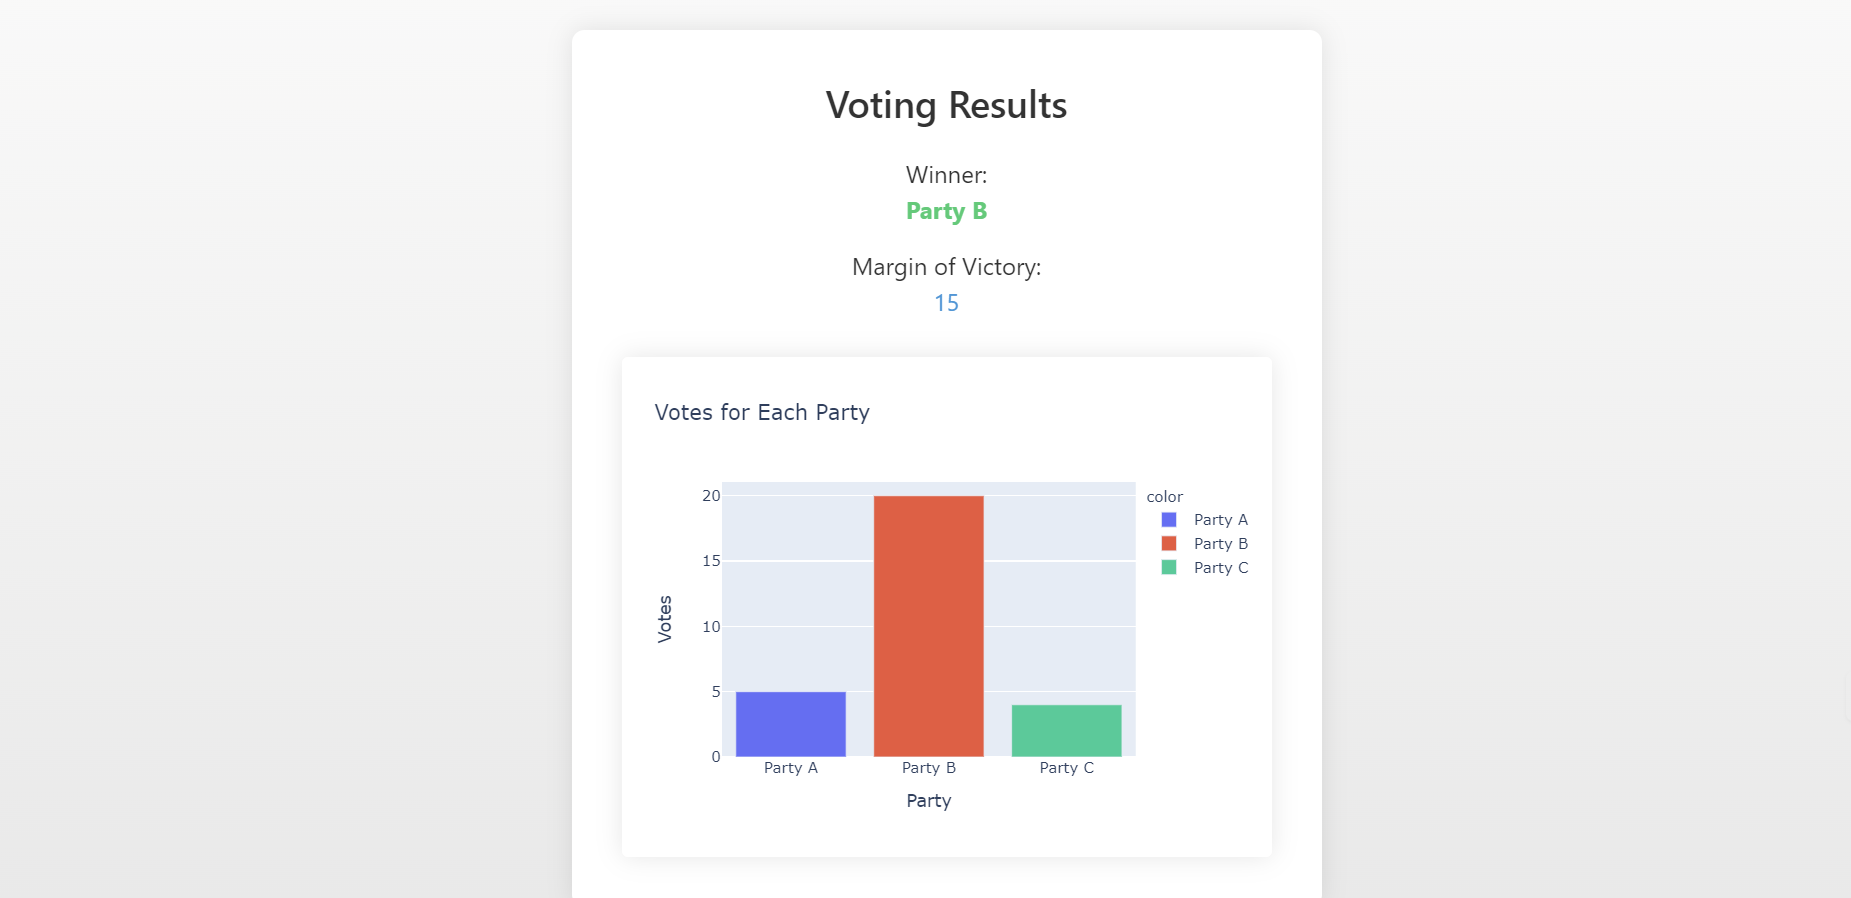 Voting Results
Winner:
Party B
Margin of Victory:
15
Votes for Each Party
20
15
10
5
0
Votes
Party A
Party B
Party C
Party
color
Party A
Party B
Party C